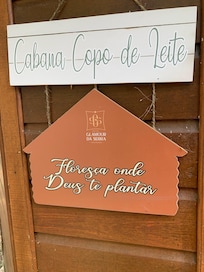 Cabana Copo de Leite
GLAMOUR
DA SERRA
Floresça onde
Deus te plantar